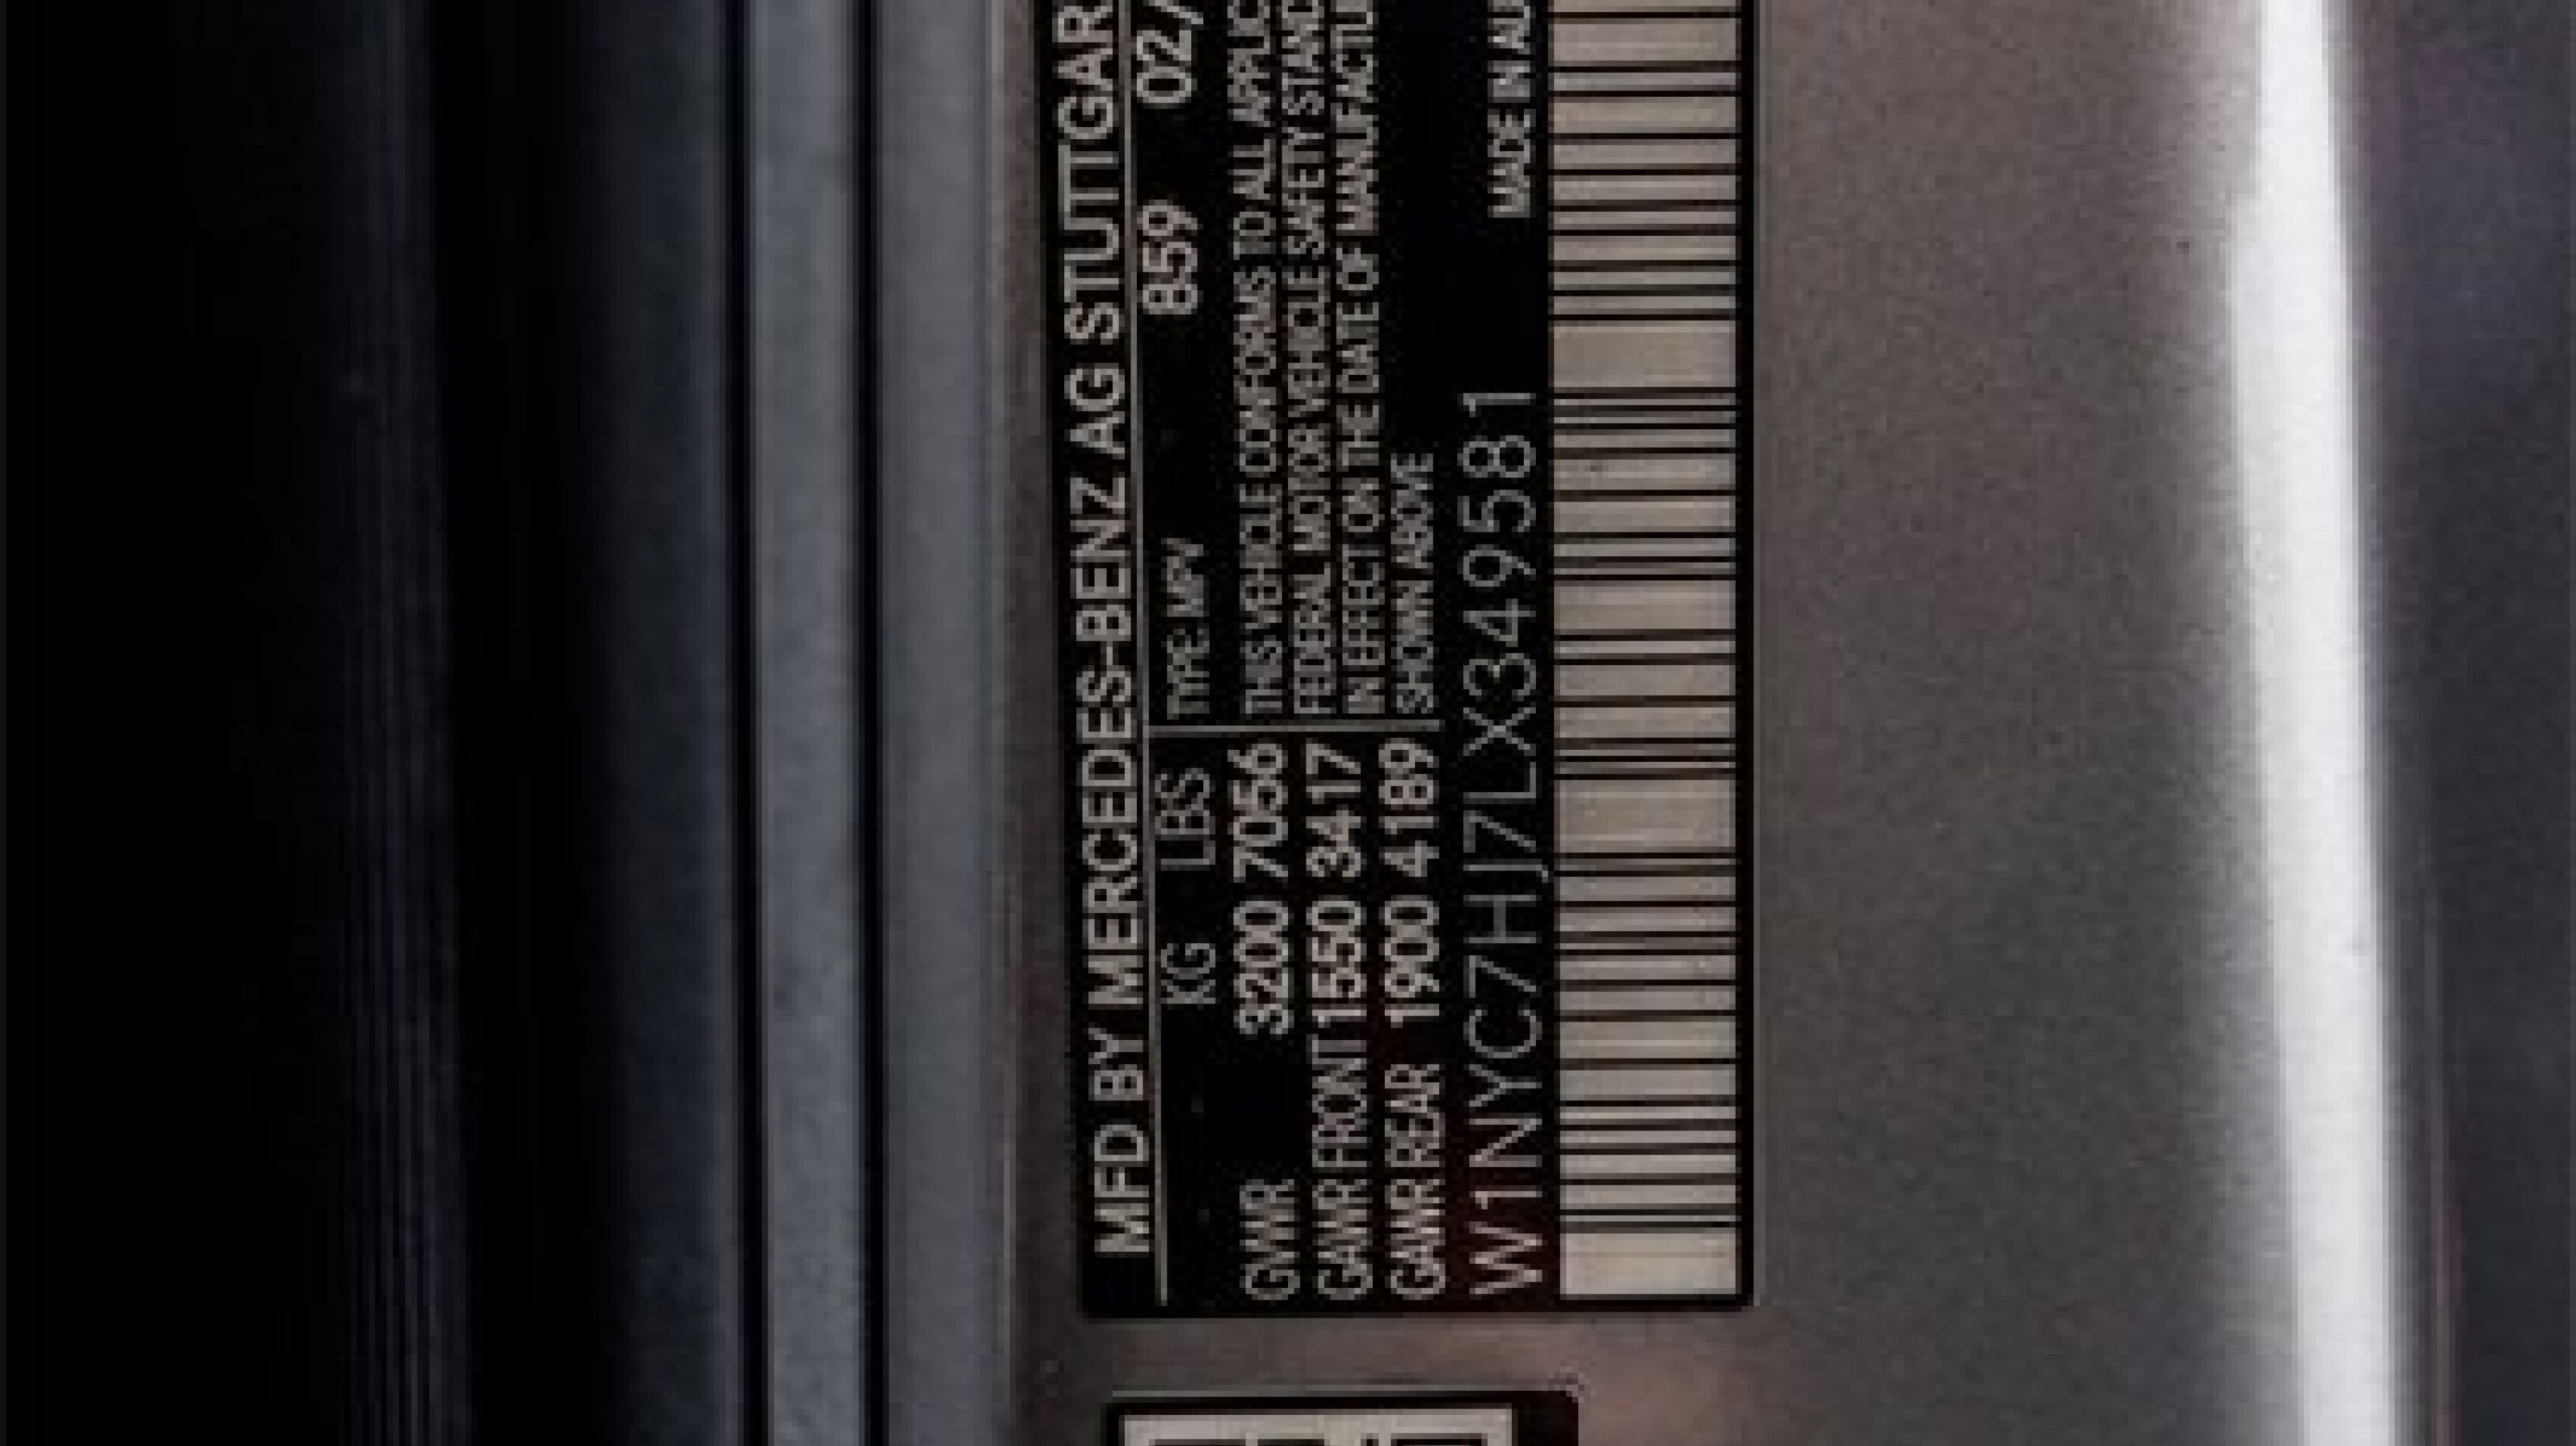 MFD BY MERCEDES-BENZ AG STUTTGAR
KG LBS
GVWR 3200 7056
GAWR FRONT 1550 3417
GAWR REAR 1900 4189
TYPE: MPV 859 02/
THIS VEHICLE CONFORMS TO ALL APPLIC
FEDERAL MOTOR VEHICLE SAFETY STAND
IN EFFECT ON THE DATE OF MANUFACTU
SHOWN ABOVE
W1NYC7HJ7LX349581
MADE IN AU